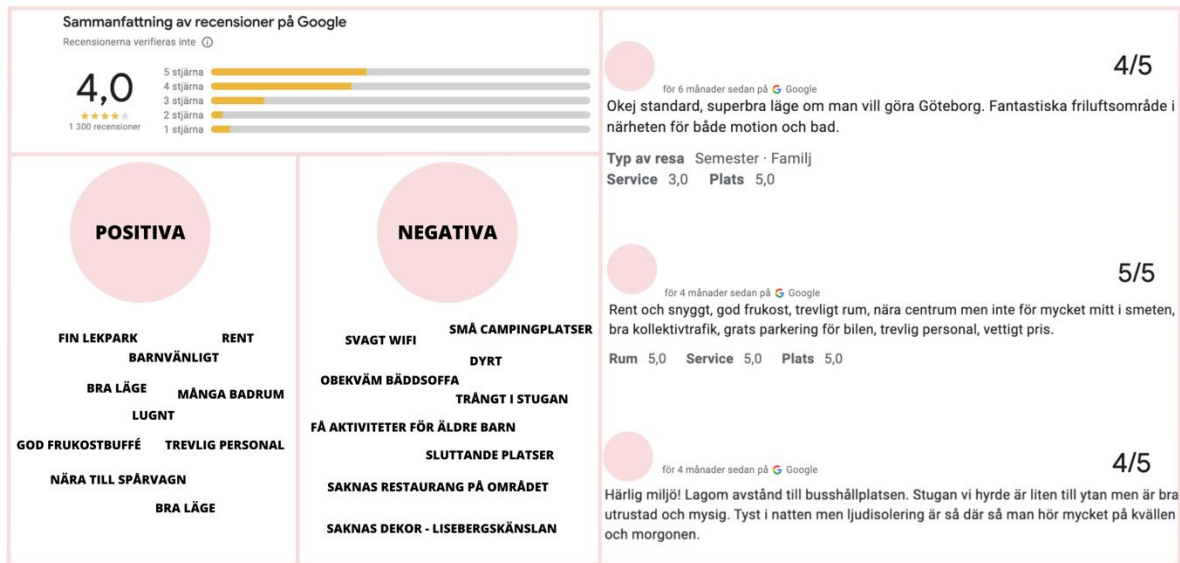 Sammanfattning av recensioner på Google
Recensionerna verifieras inte
4,0
1 300 recensioner
5 stjärna
4 stjärna
3 stjärna
2 stjärna
1 stjärna
POSITIVA
FIN LEKPARK
RENT
BARNVÄNLIGT
BRA LÄGE
MÅNGA BADRUM
LUGNT
GOD FRUKOSTBUFFÉ
TREVLIG PERSONAL
NÄRA TILL SPÅRVAGN
BRA LÄGE
NEGATIVA
SMÅ CAMPINGPLATSER
SVAGT WIFI
DYRT
OBEKVÄM BÄDDSOFFA
TRÅNGT I STUGAN
FÅ AKTIVITETER FÖR ÄLDRE BARN
SLUTTANDE PLATSER
SAKNAS RESTAURANG PÅ OMRÅDET
SAKNAS DEKOR - LISEBERGSKÄNSLAN
4/5
för 6 månader sedan på Google
Okej standard, superbra läge om man vill göra Göteborg. Fantastiska friluftsområde i
närheten för både motion och bad.
Typ av resa Semester · Familj
Service 3,0 Plats 5,0
5/5
för 4 månader sedan på Google
Rent och snyggt, god frukost, trevligt rum, nära centrum men inte för mycket mitt i smeten,
bra kollektivtrafik, grats parkering för bilen, trevlig personal, vettigt pris.
Rum 5,0 Service 5,0 Plats 5,0
4/5
för 4 månader sedan på Google
Härlig miljö! Lagom avstånd till busshållplatsen. Stugan vi hyrde är liten till ytan men är bra
utrustad och mysig. Tyst i natten men ljudisolering är så där så man hör mycket på kvällen
och morgonen.